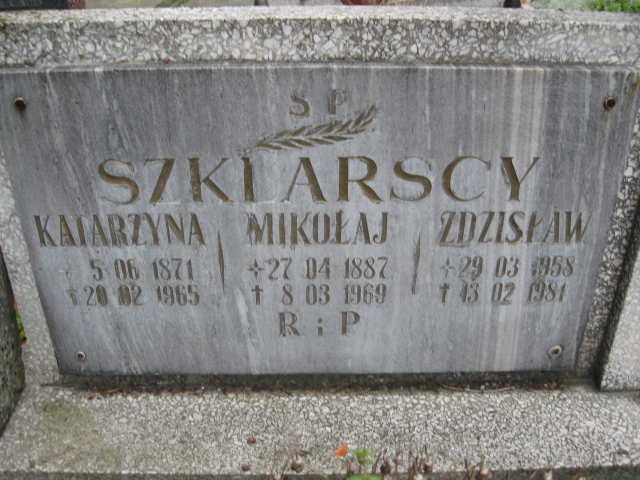 S P
SZKLARSCY
KATARZYNA MIKOŁAJ ZDZISŁAW
5 06 1871 * 27 04 1887 * 29 03 1958
† 20 02 1965 † 8 03 1969 † 13 02 1981
R i P